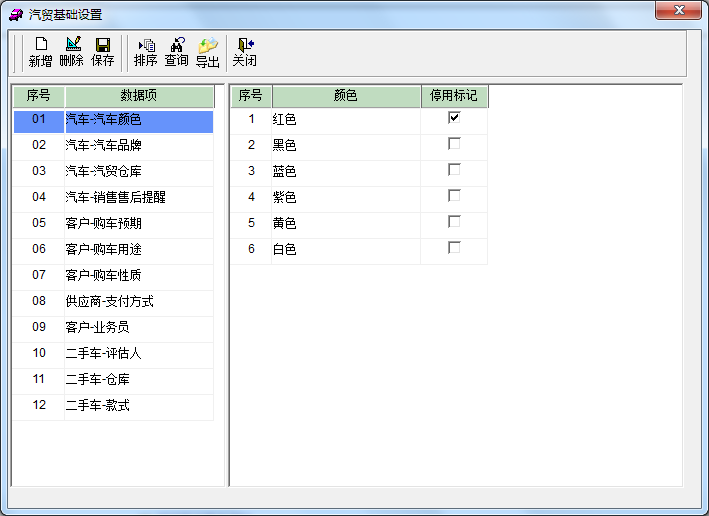 汽贸基础设置
新增 删除 保存 排序 查询 导出 关闭
序号 数据项
01 汽车-汽车颜色
02 汽车-汽车品牌
03 汽车-汽贸仓库
04 汽车-销售售后提醒
05 客户-购车预期
06 客户-购车用途
07 客户-购车性质
08 供应商-支付方式
09 客户-业务员
10 二手车-评估人
11 二手车-仓库
12 二手车-款式
序号 颜色 停用标记
1 红色
2 黑色
3 蓝色
4 紫色
5 黄色
6 白色